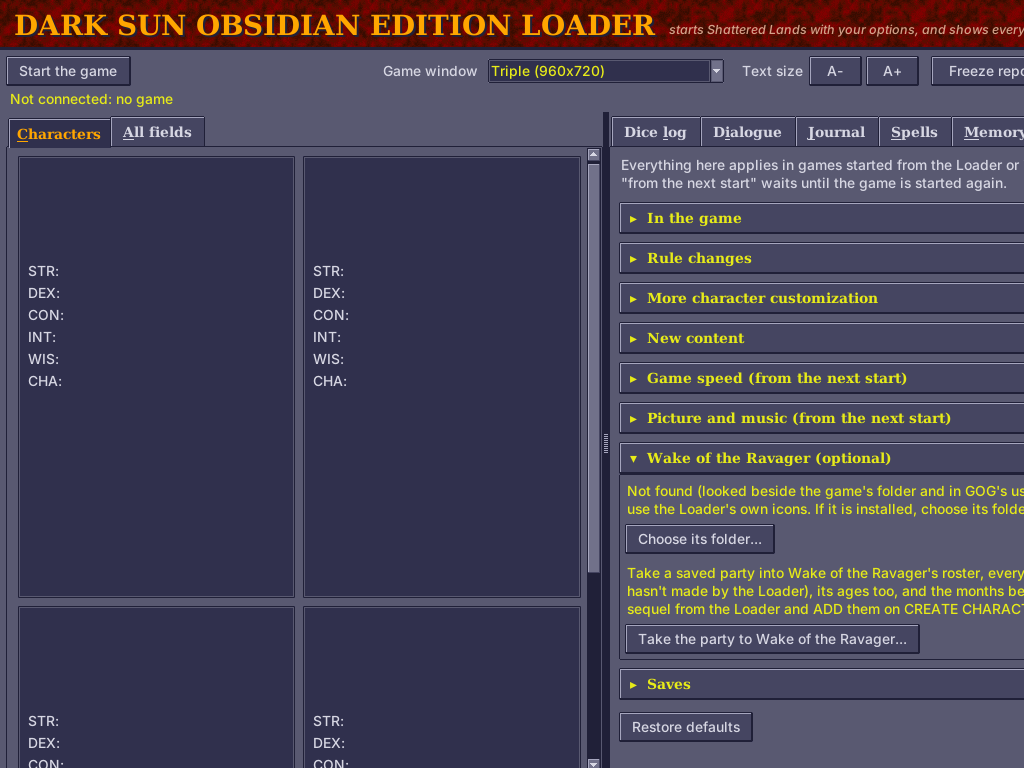 DARK SUN OBSIDIAN EDITION LOADER
starts Shattered Lands with your options, and shows every
Start the game
Game window
Triple (960x720)
Text size
A-
A+
Freeze repo
Not connected: no game
Characters
All fields
Dice log
Dialogue
Journal
Spells
Memory
STR:
DEX:
CON:
INT:
WIS:
CHA:
STR:
DEX:
CON:
INT:
WIS:
CHA:
STR:
DEX:
CON:
STR:
DEX:
CON:
Everything here applies in games started from the Loader or
"from the next start" waits until the game is started again.
In the game
Rule changes
More character customization
New content
Game speed (from the next start)
Picture and music (from the next start)
Wake of the Ravager (optional)
Not found (looked beside the game's folder and in GOG's us
use the Loader's own icons. If it is installed, choose its folde
Choose its folder...
Take a saved party into Wake of the Ravager's roster, every
hasn't made by the Loader), its ages too, and the months be
sequel from the Loader and ADD them on CREATE CHARACT
Take the party to Wake of the Ravager...
Saves
Restore defaults